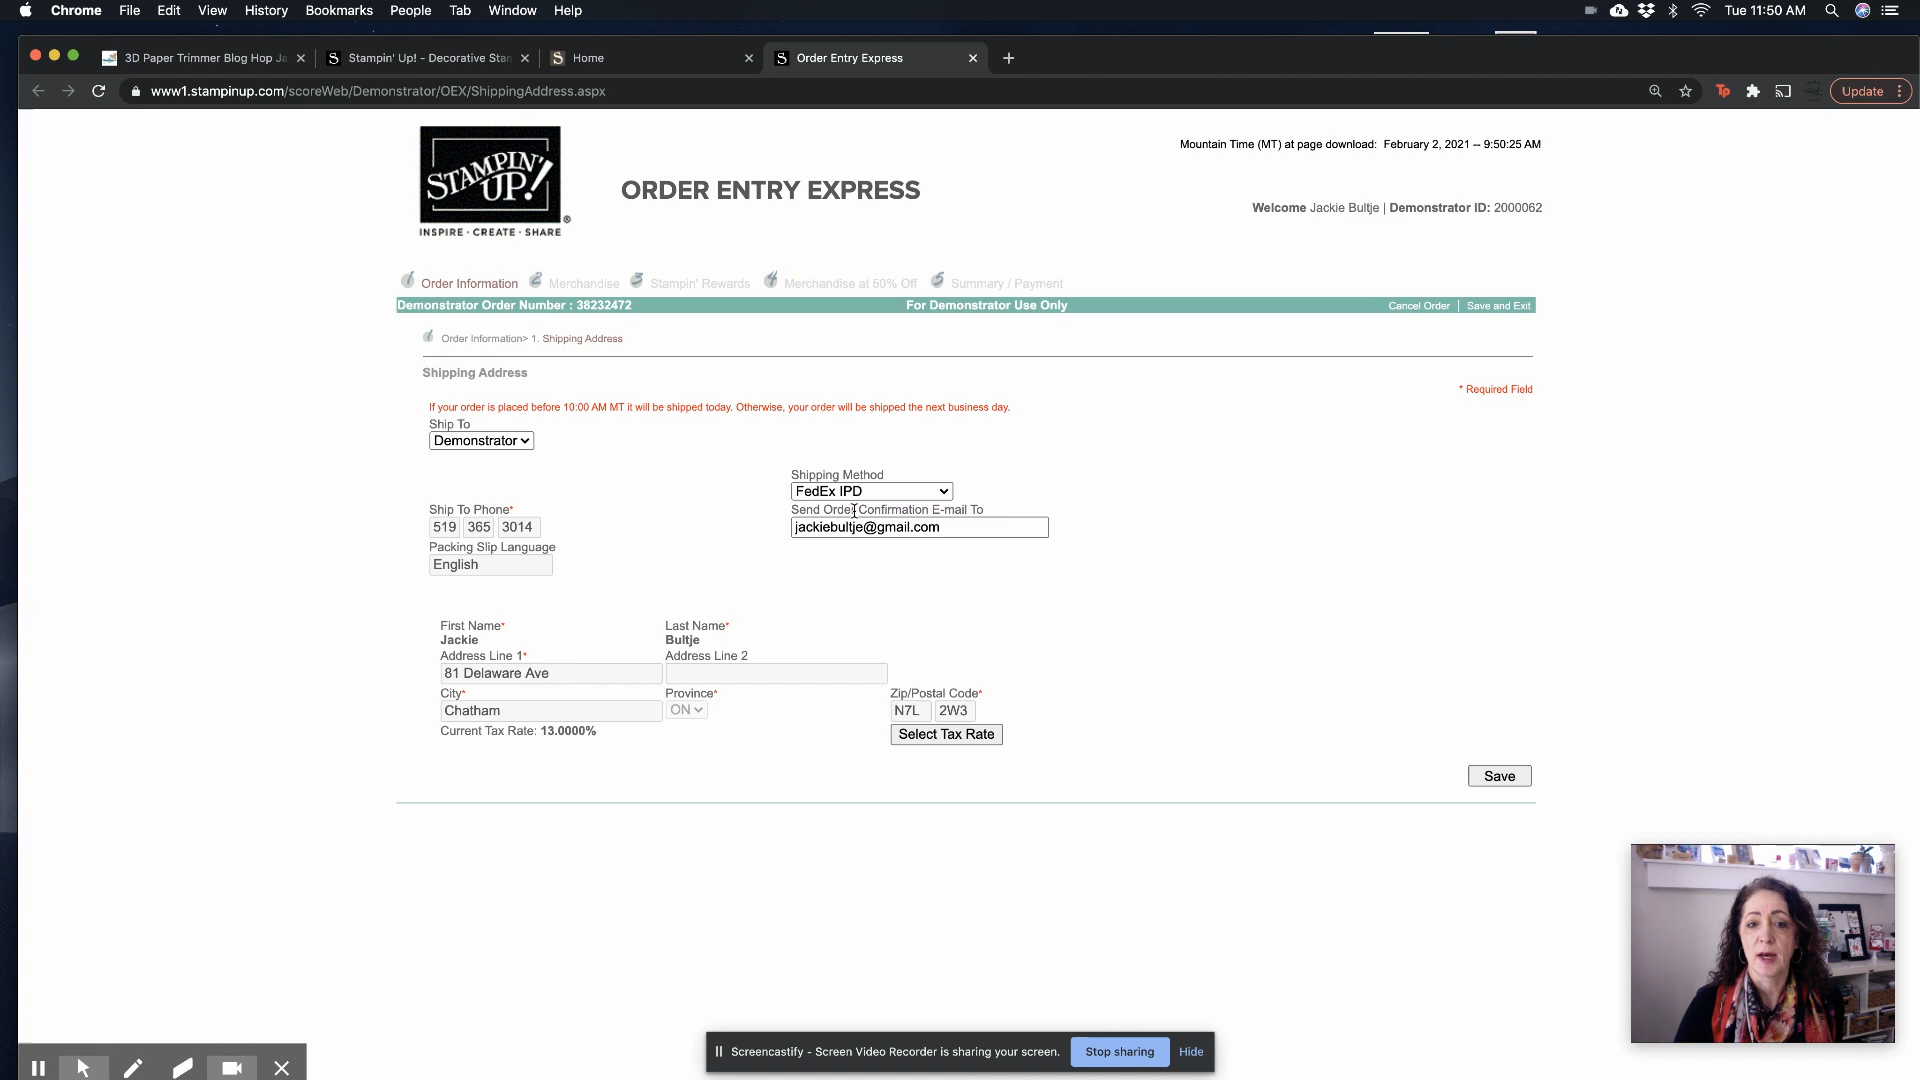 Chrome File Edit View History Bookmarks People Tab Window Help Tue 11:50 AM
3D Paper Trimmer Blog Hop Ja Stampin' Up! - Decorative Stam Home Order Entry Express
www1.stampinup.com/scoreWeb/Demonstrator/OEX/ShippingAddress.aspx Update
Mountain Time (MT) at page download: February 2, 2021 -- 9:50:25 AM
STAMPIN' UP!
INSPIRE · CREATE · SHARE
ORDER ENTRY EXPRESS
Welcome Jackie Bultje | Demonstrator ID: 2000062
1 Order Information 2 Merchandise 3 Stampin' Rewards 4 Merchandise at 50% Off 5 Summary / Payment
Demonstrator Order Number : 38232472 For Demonstrator Use Only Cancel Order | Save and Exit
1 Order Information> 1. Shipping Address
Shipping Address
* Required Field
If your order is placed before 10:00 AM MT it will be shipped today. Otherwise, your order will be shipped the next business day.
Ship To
Demonstrator
Shipping Method
FedEx IPD
Ship To Phone* Send Order Confirmation E-mail To
519 365 3014 jackiebultje@gmail.com
Packing Slip Language
English
First Name* Last Name*
Jackie Bultje
Address Line 1* Address Line 2
81 Delaware Ave
City* Province* Zip/Postal Code*
Chatham ON N7L 2W3
Current Tax Rate: 13.0000% Select Tax Rate
Save
Screencastify - Screen Video Recorder is sharing your screen. Stop sharing Hide